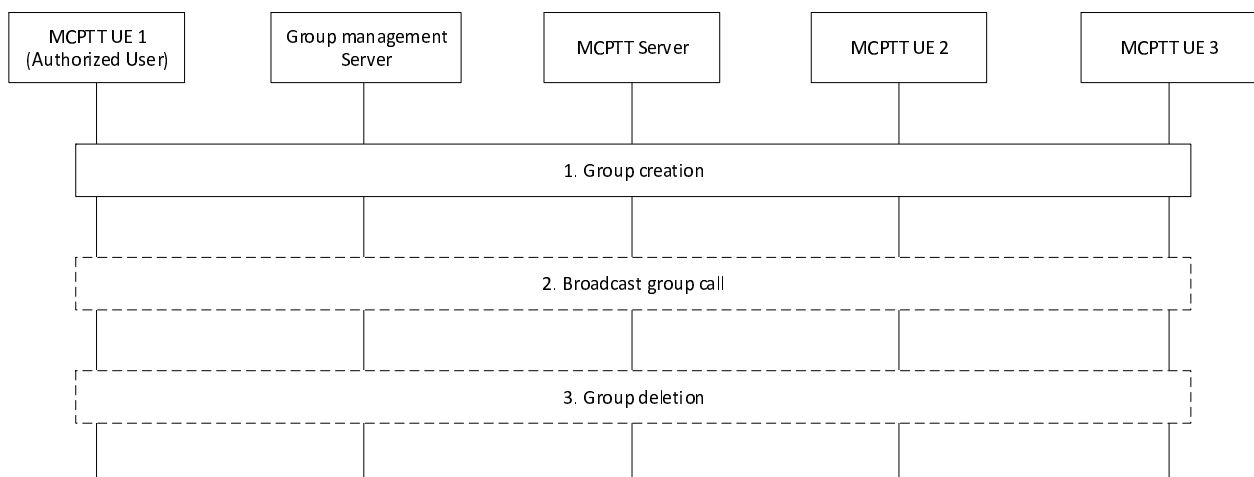 MCPTT UE 1
(Authorized User)
Group management
Server
MCPTT Server
MCPTT UE 2
MCPTT UE 3
1. Group creation
2. Broadcast group call
3. Group deletion